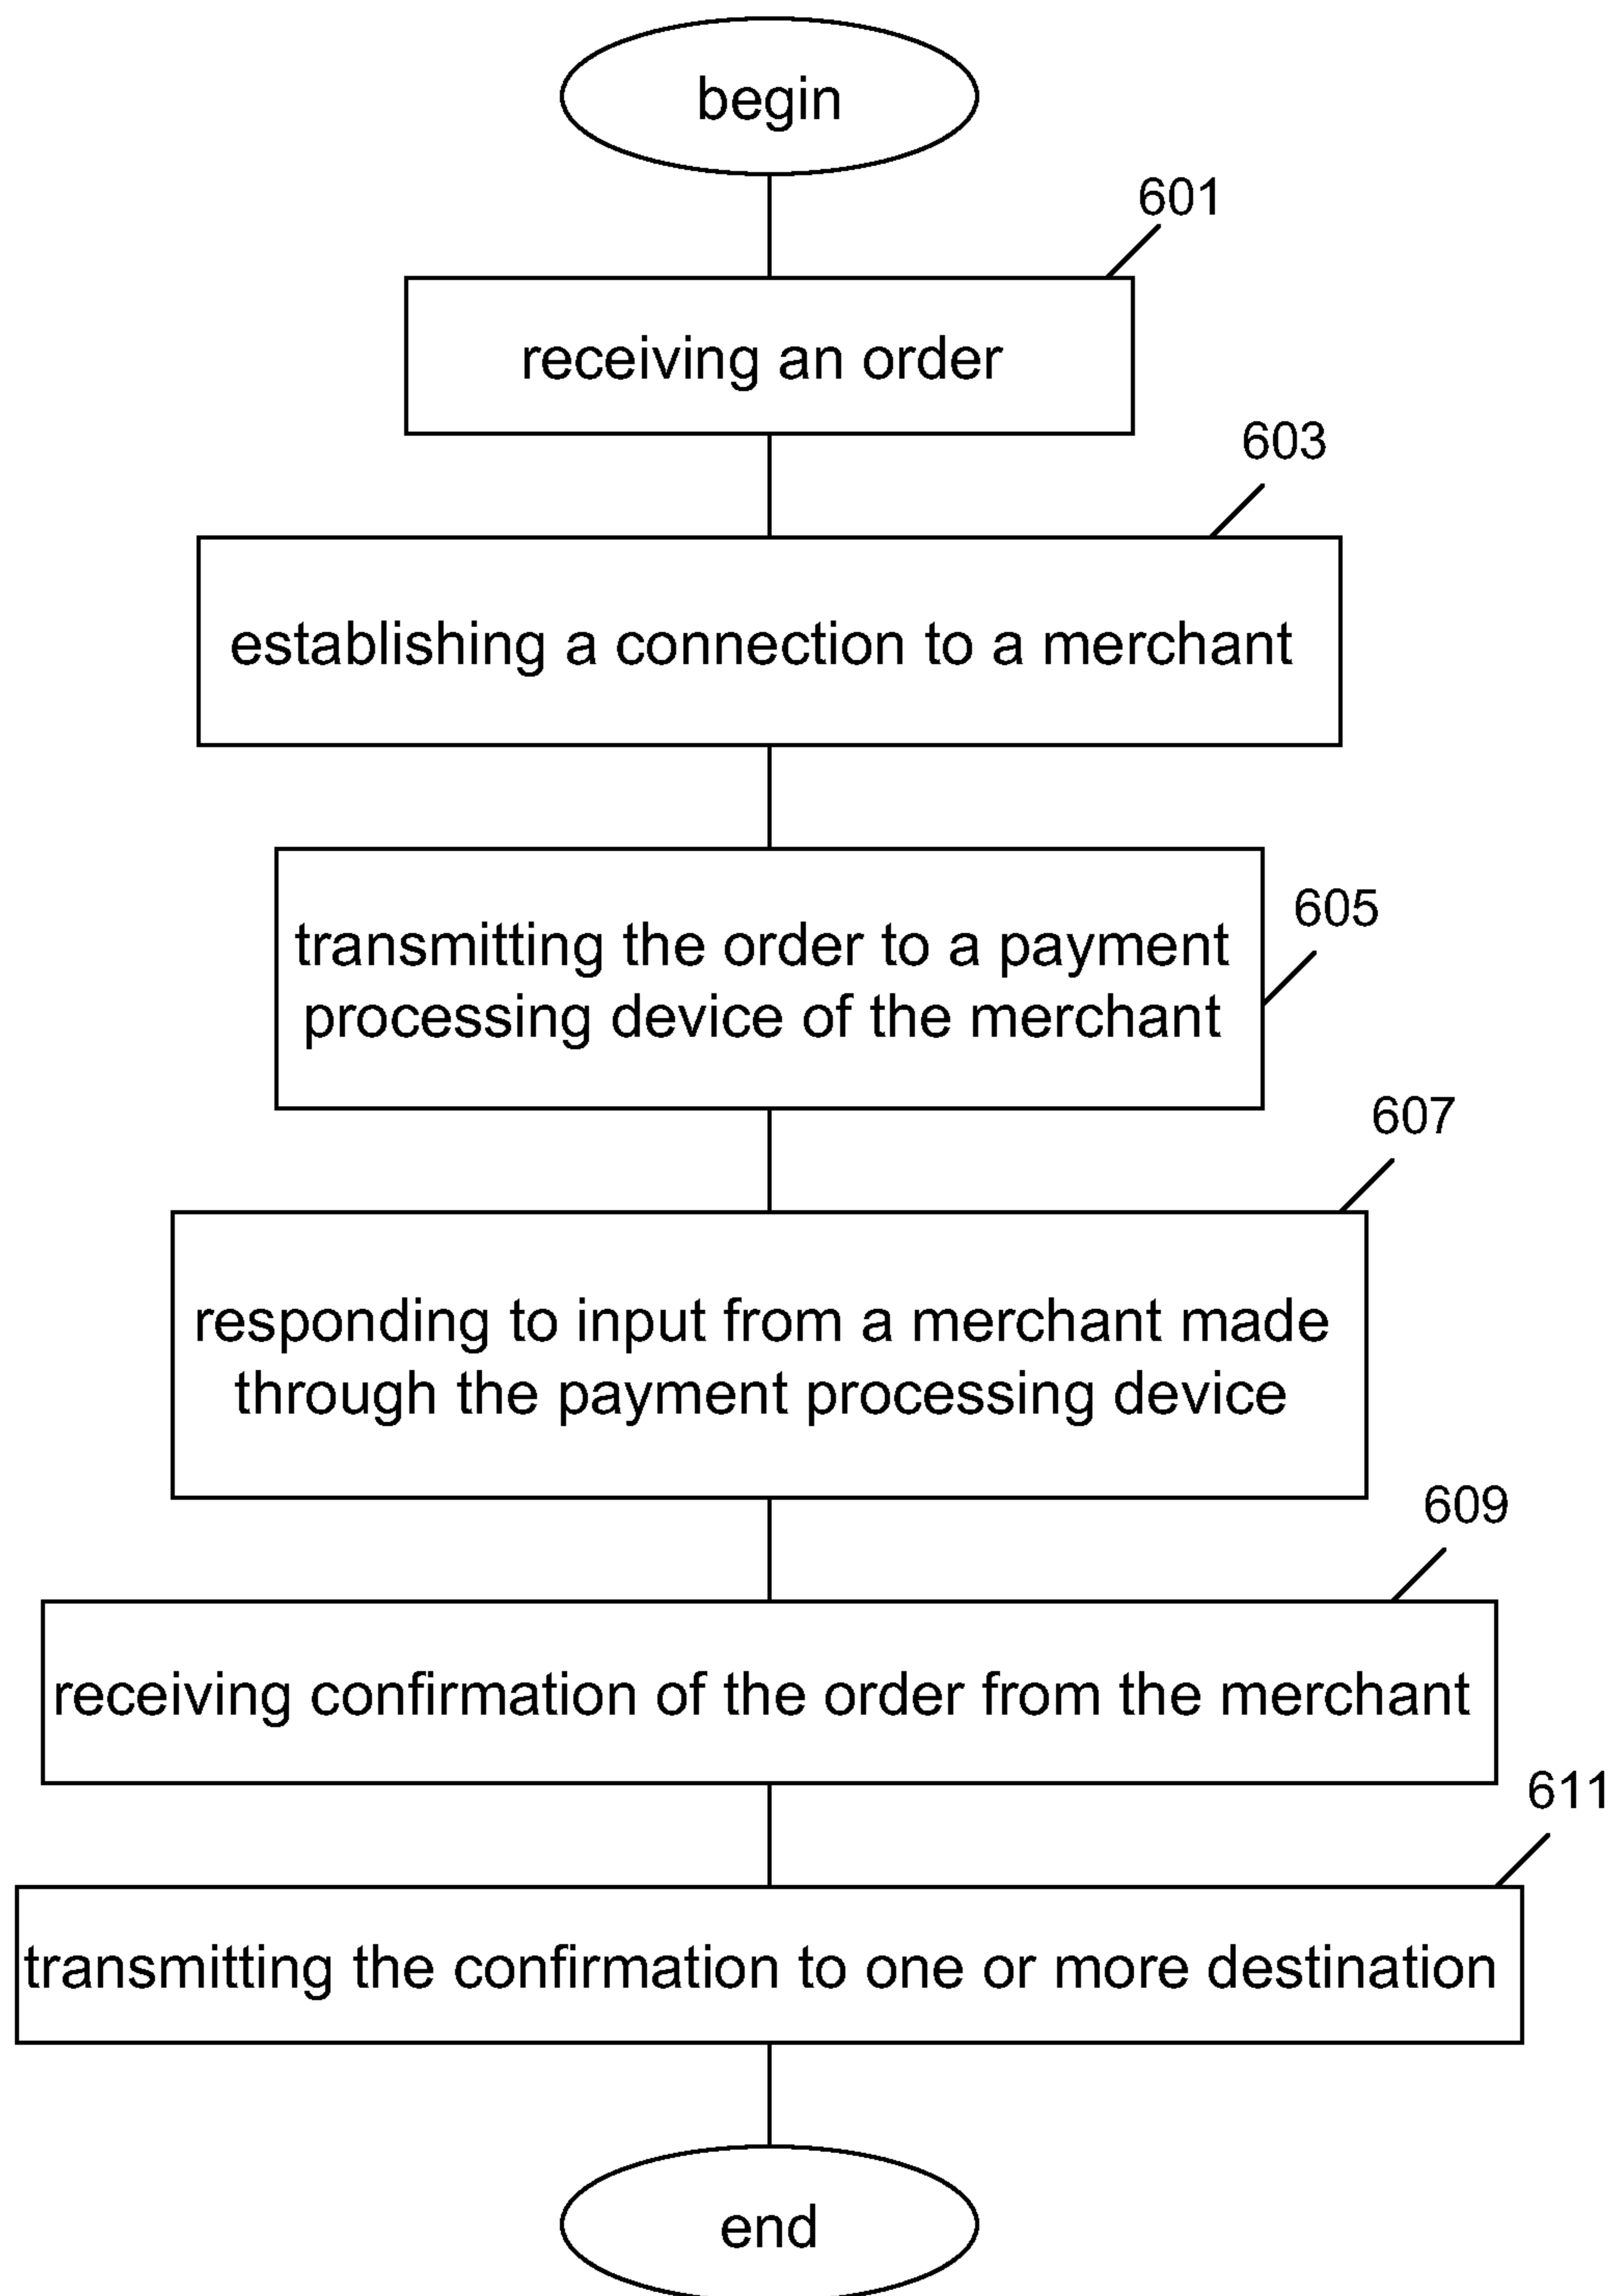 begin
601
receiving an order
603
establishing a connection to a merchant
605
transmitting the order to a payment
processing device of the merchant
607
responding to input from a merchant made
through the payment processing device
609
receiving confirmation of the order from the merchant
611
transmitting the confirmation to one or more destination
end